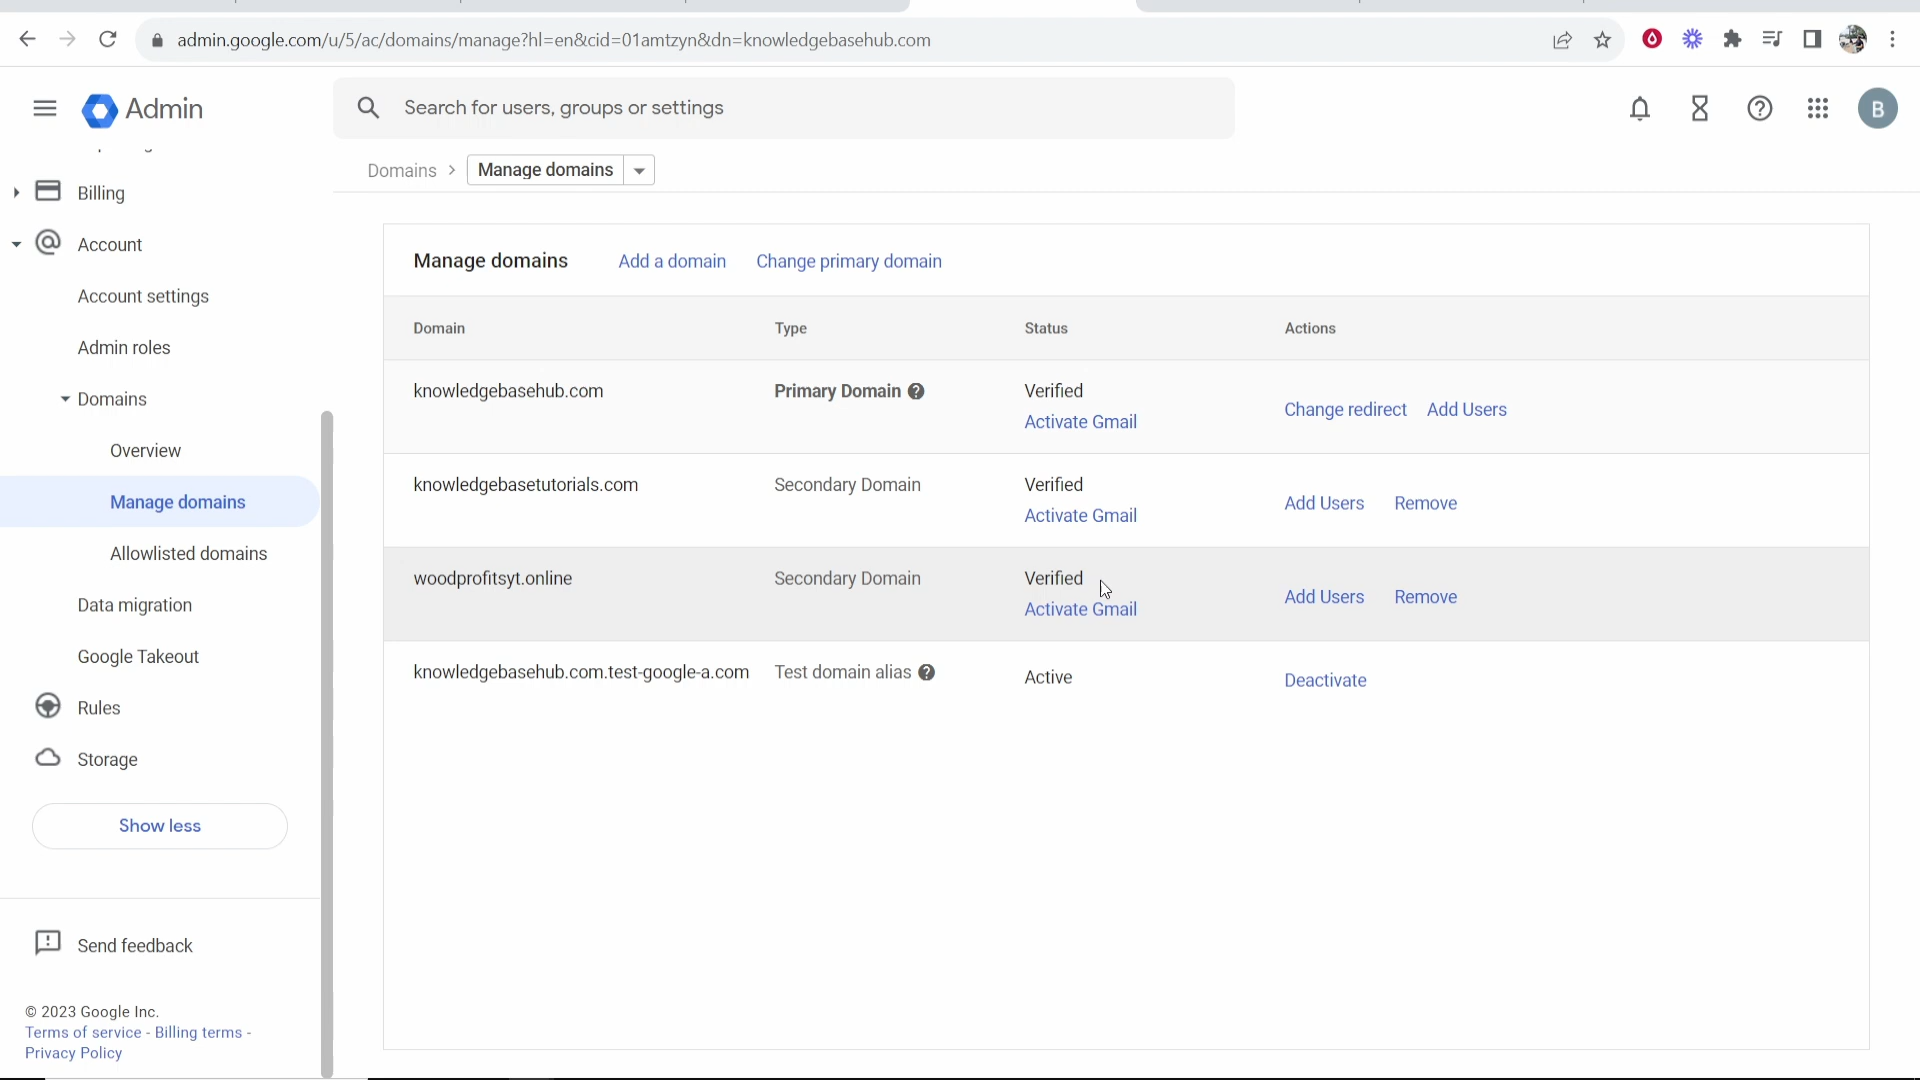 admin.google.com/u/5/ac/domains/manage?hl=en&cid=01amtzyn&dn=knowledgebasehub.com
Admin
Search for users, groups or settings
B
Domains
Manage domains
Billing
Account
Account settings
Admin roles
Domains
Overview
Manage domains
Allowlisted domains
Data migration
Google Takeout
Rules
Storage
Show less
Send feedback
© 2023 Google Inc.
Terms of service - Billing terms -
Privacy Policy
Manage domains Add a domain Change primary domain
Domain Type Status Actions
knowledgebasehub.com Primary Domain Verified
Activate Gmail
Change redirect Add Users
knowledgebasetutorials.com Secondary Domain Verified
Activate Gmail
Add Users Remove
woodprofitsyt.online Secondary Domain Verified
Activate Gmail
Add Users Remove
knowledgebasehub.com.test-google-a.com Test domain alias Active Deactivate